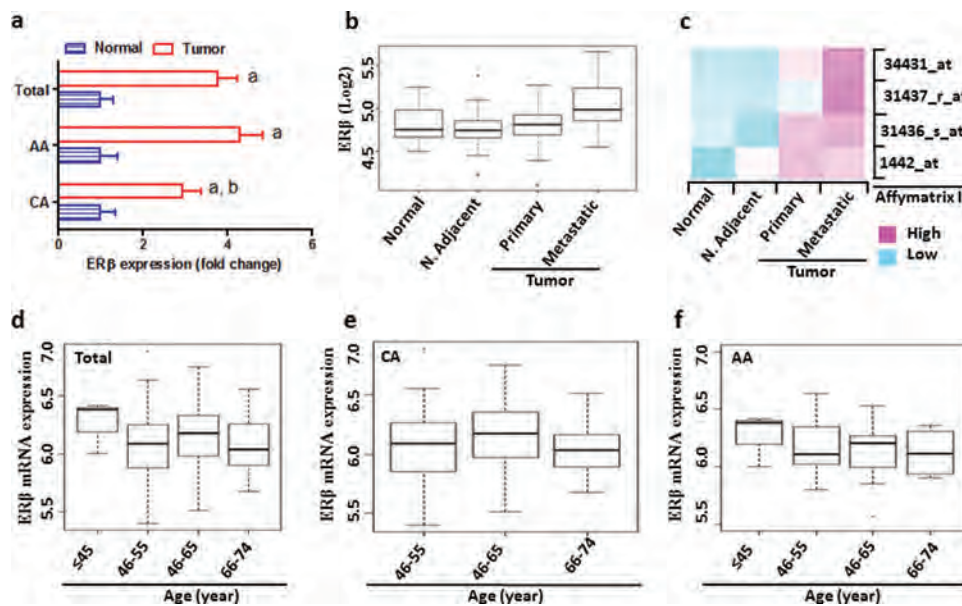 a
Normal Tumor
Total
a
AA
a
CA
a, b
0 2 4 6
ERβ expression (fold change)
b
ERβ (Log2)
5.5
5.0
4.5
Normal
N. Adjacent
Primary
Metastatic
Tumor
c
34431_at
31437_r_at
31436_s_at
1442_at
Affymatrix I
Normal
N. Adjacent
Primary
Metastatic
Tumor
High
Low
d
Total
ERβ mRNA expression
7.0
6.5
6.0
5.5
≤45
46-55
46-65
66-74
Age (year)
e
CA
ERβ mRNA expression
7.0
6.5
6.0
5.5
46-55
46-65
66-74
Age (year)
f
AA
ERβ mRNA expression
7.0
6.5
6.0
5.5
≤45
46-55
46-65
66-74
Age (year)